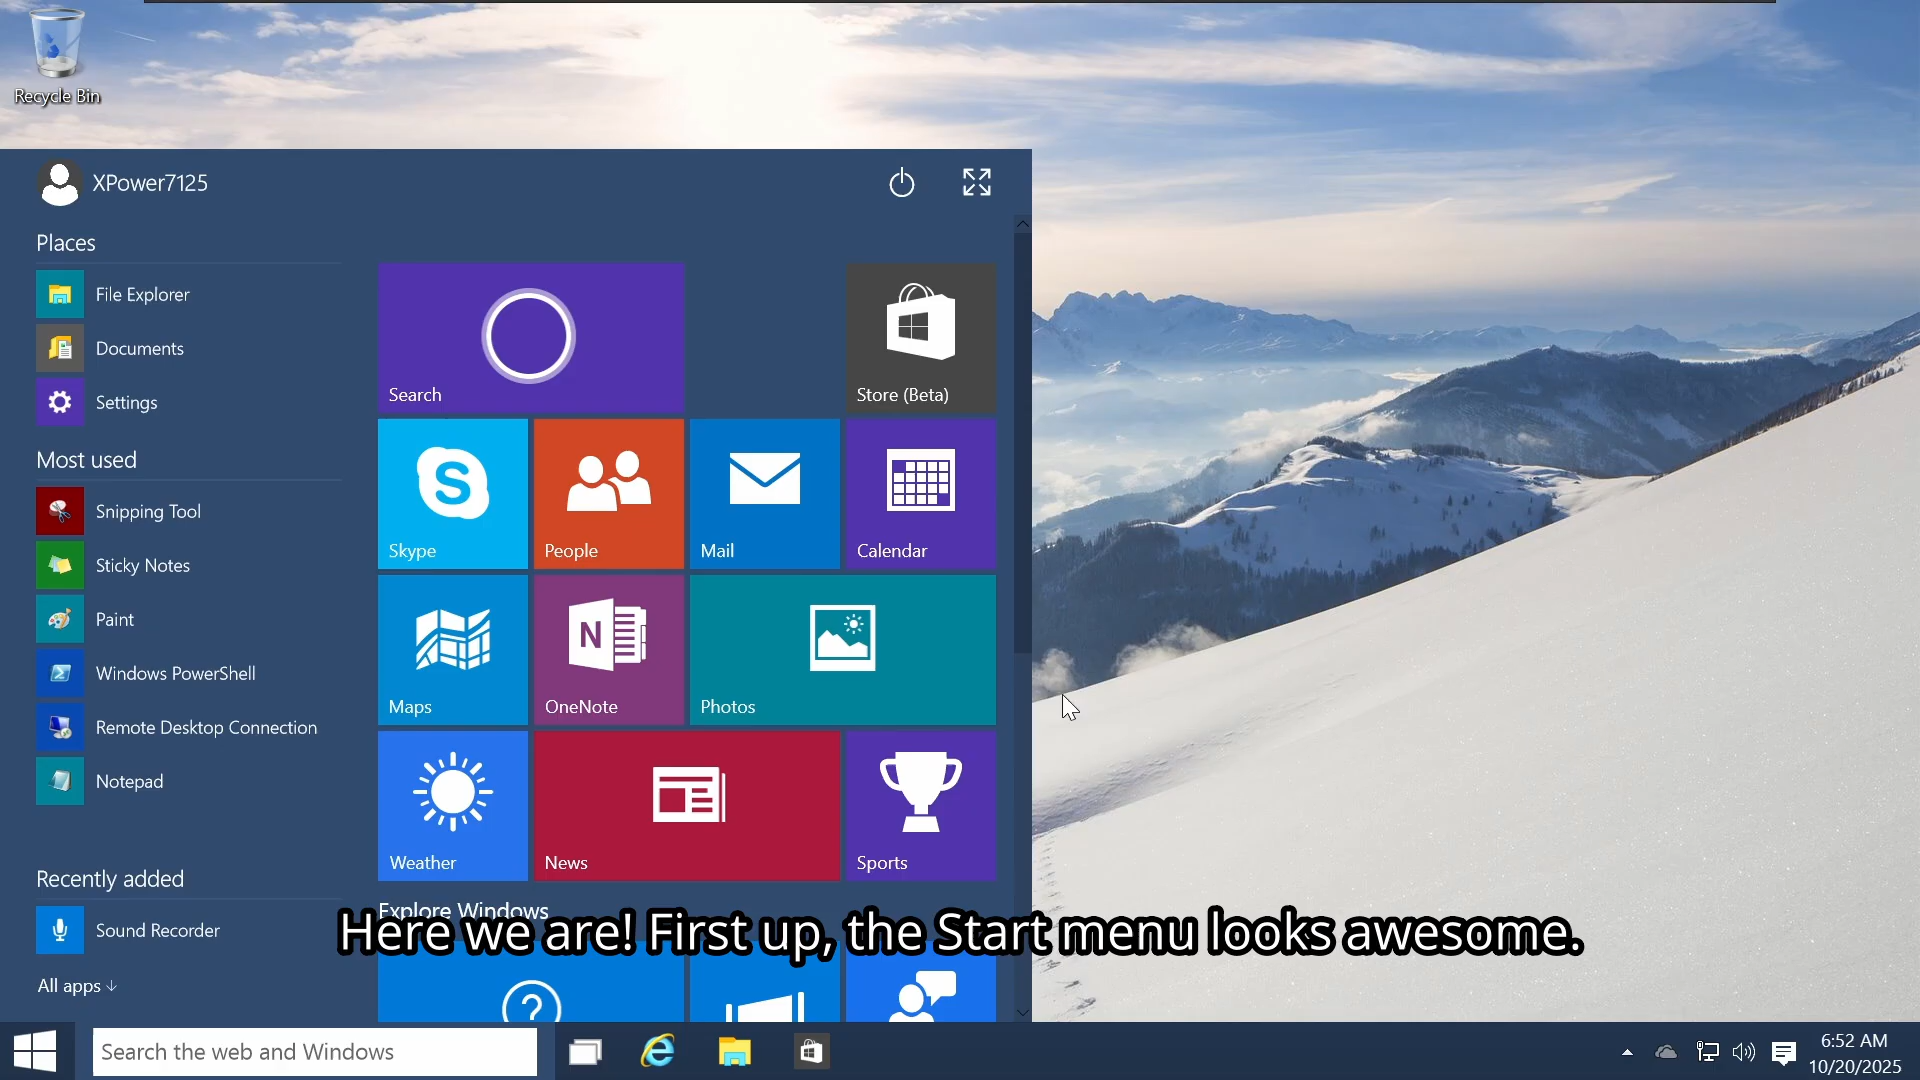 Recycle Bin
XPower7125
Places
File Explorer
Documents
Settings
Most used
Snipping Tool
Sticky Notes
Paint
Windows PowerShell
Remote Desktop Connection
Notepad
Recently added
Sound Recorder
All apps
Search
Store (Beta)
S
Skype
People
Mail
Calendar
Maps
N
OneNote
Photos
Weather
News
Sports
Explore Windows
?
Here we are! First up, the Start menu looks awesome.
Search the web and Windows
6:52 AM
10/20/2025